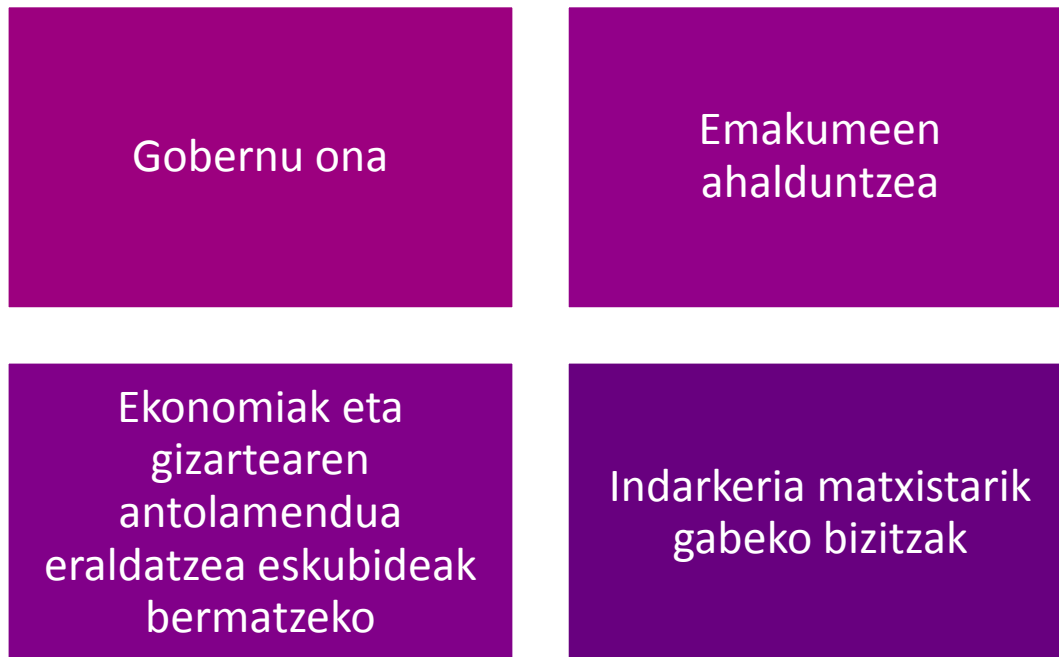 Gobernu ona
Emakumeen
ahalduntzea
Ekonomiak eta
gizartearen
antolamendua
eraldatzea eskubideak
bermatzeko
Indarkeria matxistarik
gabeko bizitzak